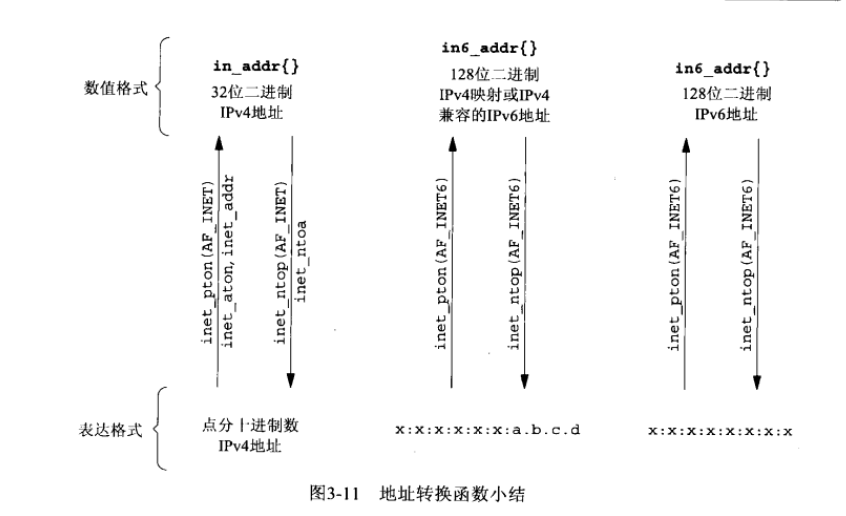 数值格式
in_addr{}
32位二进制
IPv4地址
in6_addr{}
128位二进制
IPv4映射或IPv4
兼容的IPv6地址
in6_addr{}
128位二进制
IPv6地址
inet_pton(AF_INET)
inet_aton,inet_addr
inet_ntop(AF_INET)
inet_ntoa
inet_pton(AF_INET6)
inet_ntop(AF_INET6)
inet_pton(AF_INET6)
inet_ntop(AF_INET6)
表达格式
点分十进制数
IPv4地址
x:x:x:x:x:x:a.b.c.d
x:x:x:x:x:x:x:x
图3-11 地址转换函数小结